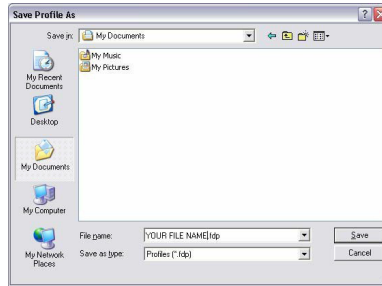 Save Profile As
Save in:
My Documents
My Music
My Pictures
My Recent
Documents
Desktop
My Documents
My Computer
My Network
Places
File name:
YOUR FILE NAME.fdp
Save
Save as type:
Profiles (*.fdp)
Cancel